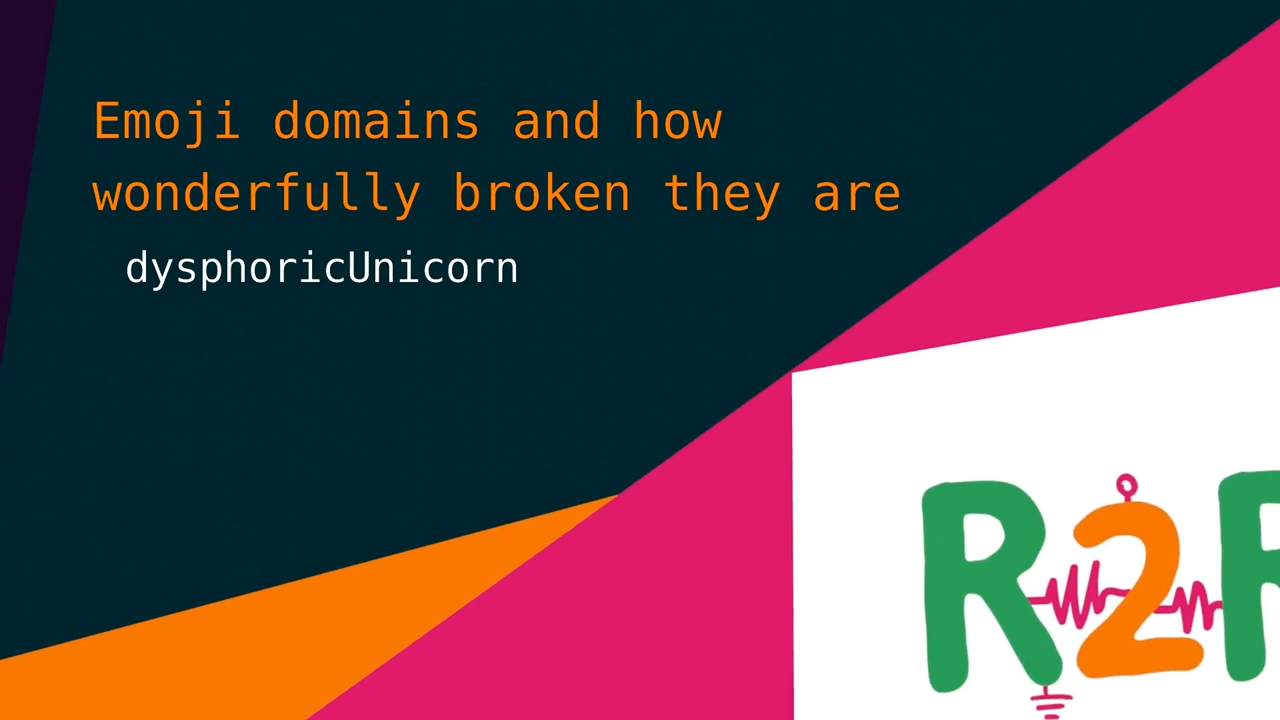 Emoji domains and how
wonderfully broken they are
dysphoricUnicorn
R2R